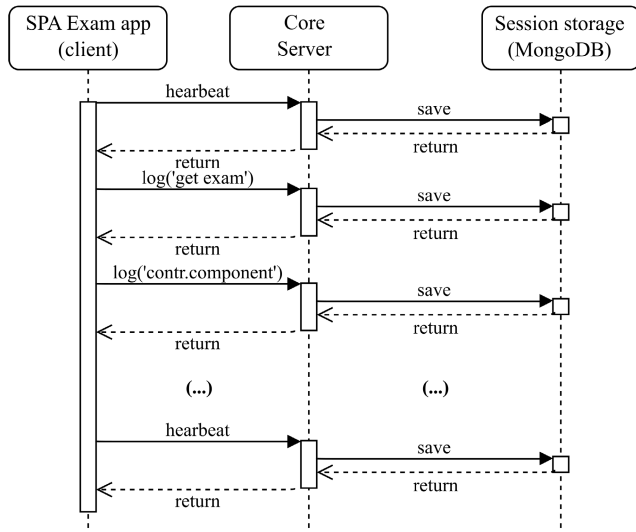 SPA Exam app
(client)
Core
Server
Session storage
(MongoDB)
hearbeat
save
return
return
log('get exam')
save
return
return
log('contr.component')
save
return
return
(...)
(...)
hearbeat
save
return
return